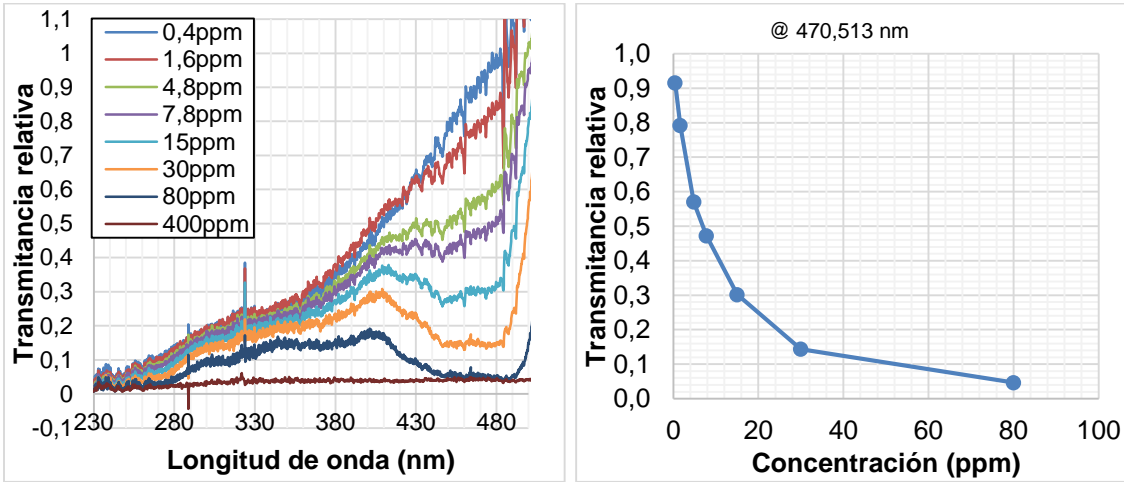 1,1
1
0,9
0,8
0,7
0,6
0,5
0,4
0,3
0,2
0,1
0
-0,1
Transmitancia relativa
0,4ppm
1,6ppm
4,8ppm
7,8ppm
15ppm
30ppm
80ppm
400ppm
230 280 330 380 430 480
Longitud de onda (nm)
@ 470,513 nm
1,0
0,9
0,8
0,7
0,6
0,5
0,4
0,3
0,2
0,1
0,0
Transmitancia relativa
0 20 40 60 80 100
Concentración (ppm)